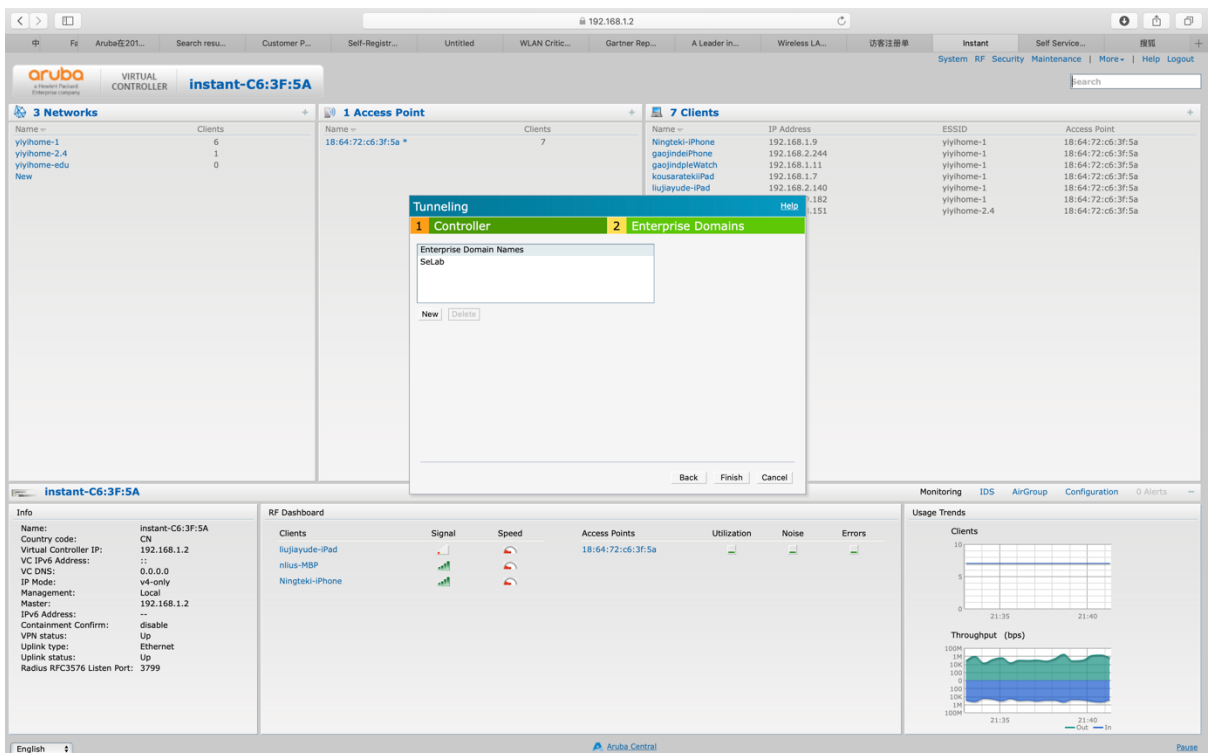 192.168.1.2
中 Fa Aruba在201... Search resu... Customer P... Self-Registr... Untitled WLAN Critic... Gartner Rep... A Leader in... Wireless LA... 访客注册单 Instant Self Service... 搜狐 +
System RF Security Maintenance | More | Help Logout
aruba
a Hewlett Packard
Enterprise company
VIRTUAL
CONTROLLER
instant-C6:3F:5A
Search
3 Networks +
Name Clients
yiyihome-1 6
yiyihome-2.4 1
yiyihome-edu 0
New
1 Access Point +
Name Clients
18:64:72:c6:3f:5a * 7
7 Clients +
Name IP Address ESSID Access Point
Ningteki-iPhone 192.168.1.9 yiyihome-1 18:64:72:c6:3f:5a
gaojindeiPhone 192.168.2.244 yiyihome-1 18:64:72:c6:3f:5a
gaojindpleWatch 192.168.1.11 yiyihome-1 18:64:72:c6:3f:5a
kousaratekiiPad 192.168.1.7 yiyihome-1 18:64:72:c6:3f:5a
liujiayude-iPad 192.168.2.140 yiyihome-1 18:64:72:c6:3f:5a
.182 yiyihome-1 18:64:72:c6:3f:5a
.151 yiyihome-2.4 18:64:72:c6:3f:5a
Tunneling Help
1 Controller 2 Enterprise Domains
Enterprise Domain Names
SeLab
New Delete
Back Finish Cancel
instant-C6:3F:5A
Monitoring IDS AirGroup Configuration 0 Alerts −
Info
Name: instant-C6:3F:5A
Country code: CN
Virtual Controller IP: 192.168.1.2
VC IPv6 Address: ::
VC DNS: 0.0.0.0
IP Mode: v4-only
Management: Local
Master: 192.168.1.2
IPv6 Address: --
Containment Confirm: disable
VPN status: Up
Uplink type: Ethernet
Uplink status: Up
Radius RFC3576 Listen Port: 3799
RF Dashboard
Clients Signal Speed Access Points Utilization Noise Errors
liujiayude-iPad 18:64:72:c6:3f:5a
nlius-MBP
Ningteki-iPhone
Usage Trends
Clients
10
5
0
21:35 21:40
Throughput (bps)
100M
1M
10K
100
0
100
10K
1M
100M
21:35 21:40
Out In
English
Aruba Central
Pause